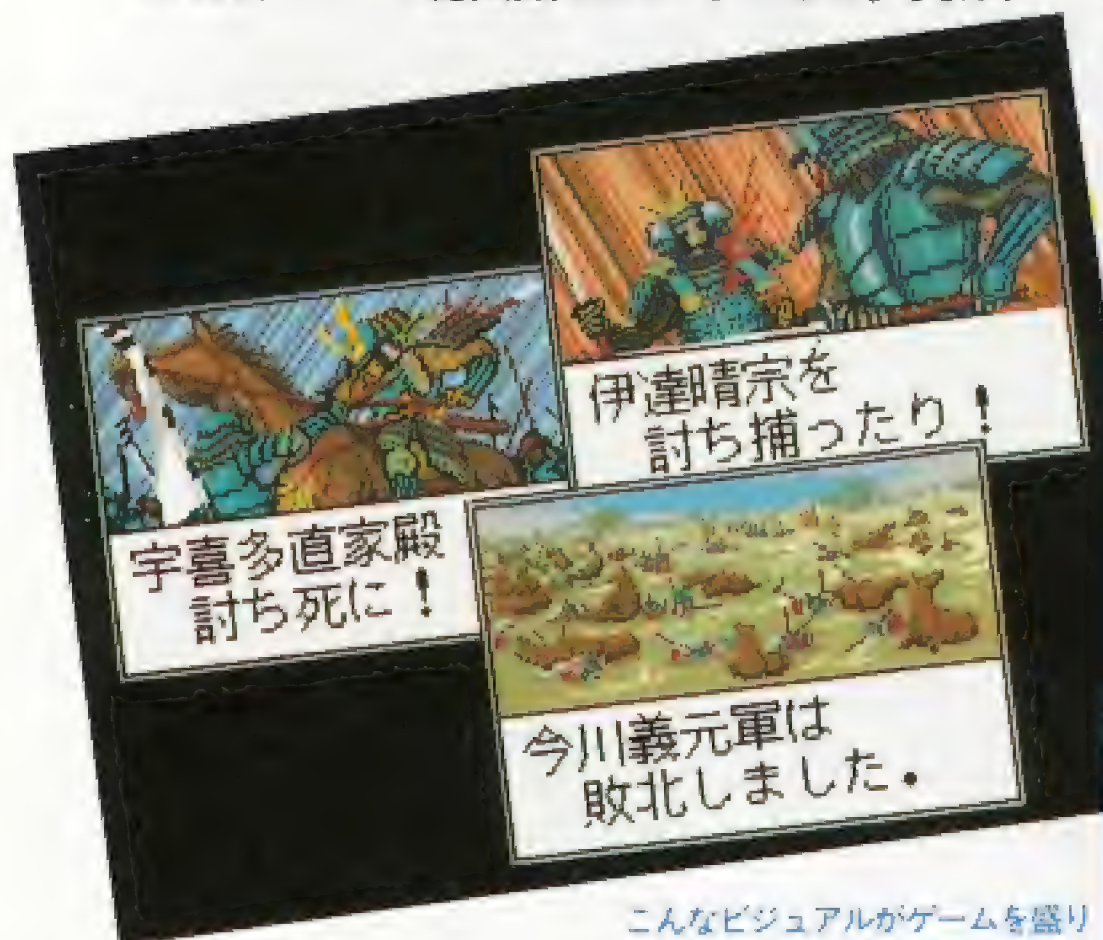 伊達晴宗を
討ち捕ったり！
宇喜多直家殿
討ち死に！
今川義元軍は
敗北しました。
こんなビジュアルがゲームを盛り